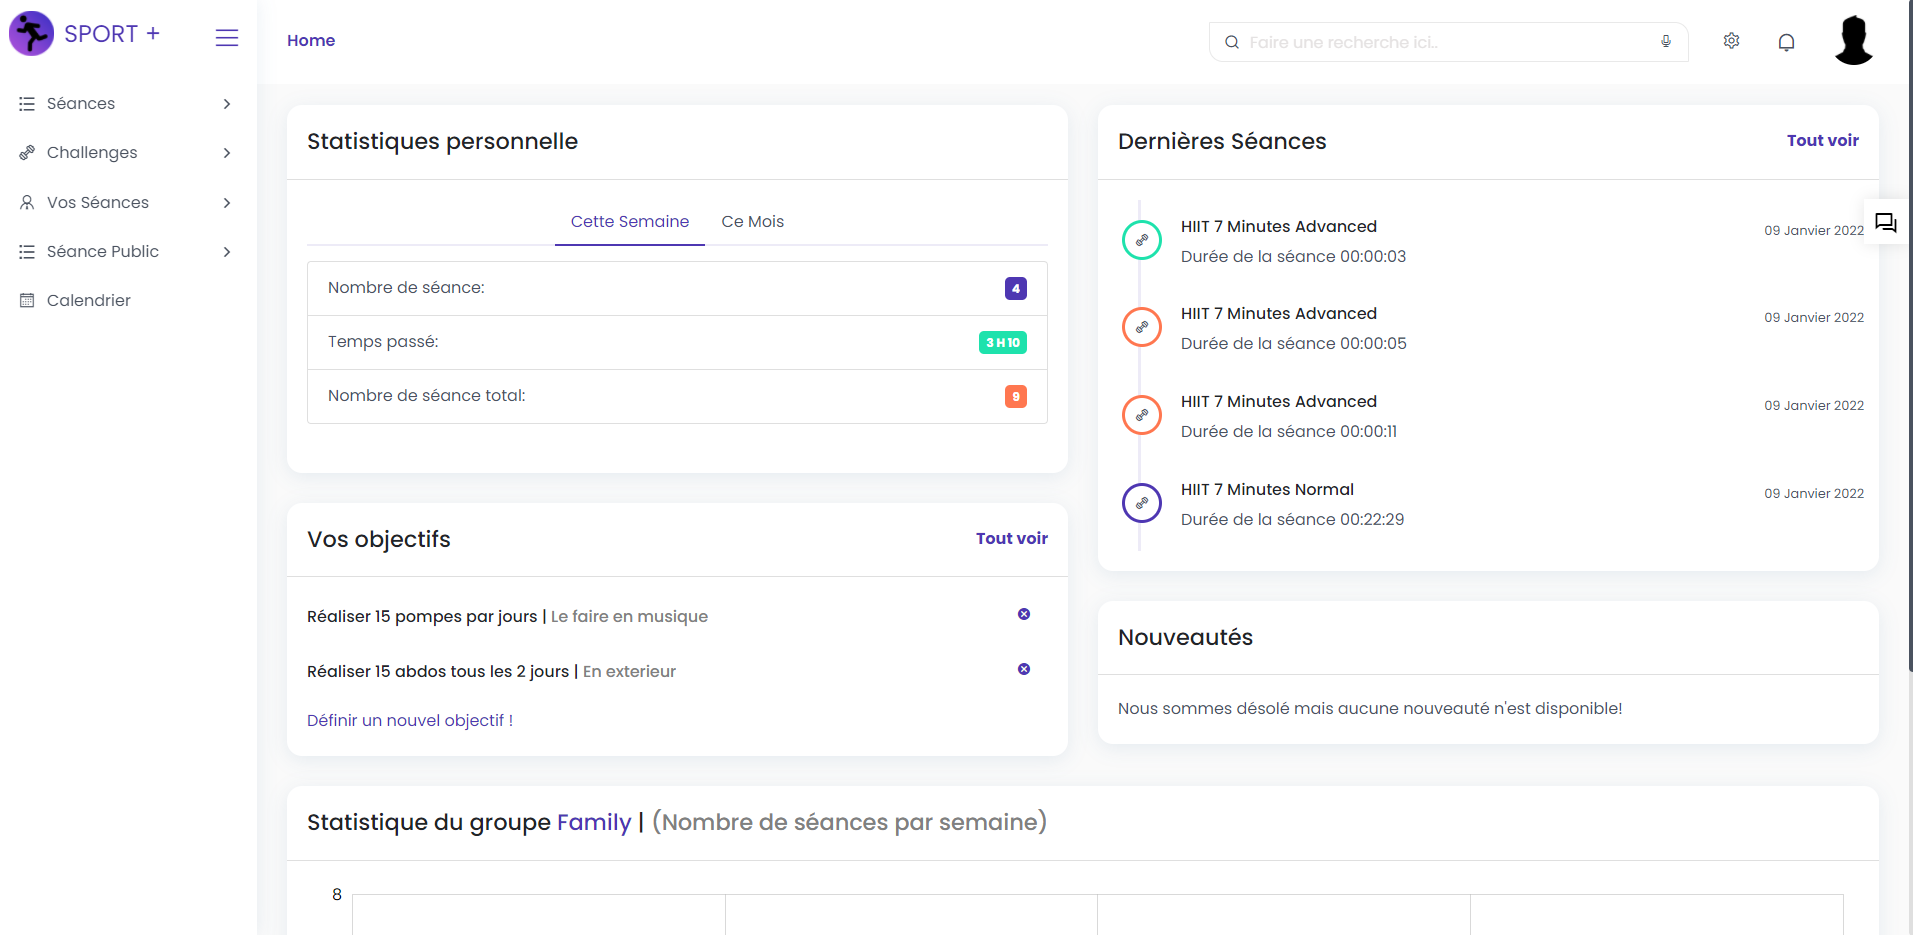 SPORT +
Home
Faire une recherche ici..
Séances
Challenges
Vos Séances
Séance Public
Calendrier
Statistiques personnelle
Cette Semaine
Ce Mois
Nombre de séance:
4
Temps passé:
3 H 10
Nombre de séance total:
9
Vos objectifs
Tout voir
Réaliser 15 pompes par jours | Le faire en musique
Réaliser 15 abdos tous les 2 jours | En exterieur
Définir un nouvel objectif !
Dernières Séances
Tout voir
HIIT 7 Minutes Advanced
09 Janvier 2022
Durée de la séance 00:00:03
HIIT 7 Minutes Advanced
09 Janvier 2022
Durée de la séance 00:00:05
HIIT 7 Minutes Advanced
09 Janvier 2022
Durée de la séance 00:00:11
HIIT 7 Minutes Normal
09 Janvier 2022
Durée de la séance 00:22:29
Nouveautés
Nous sommes désolé mais aucune nouveauté n'est disponible!
Statistique du groupe Family | (Nombre de séances par semaine)
8